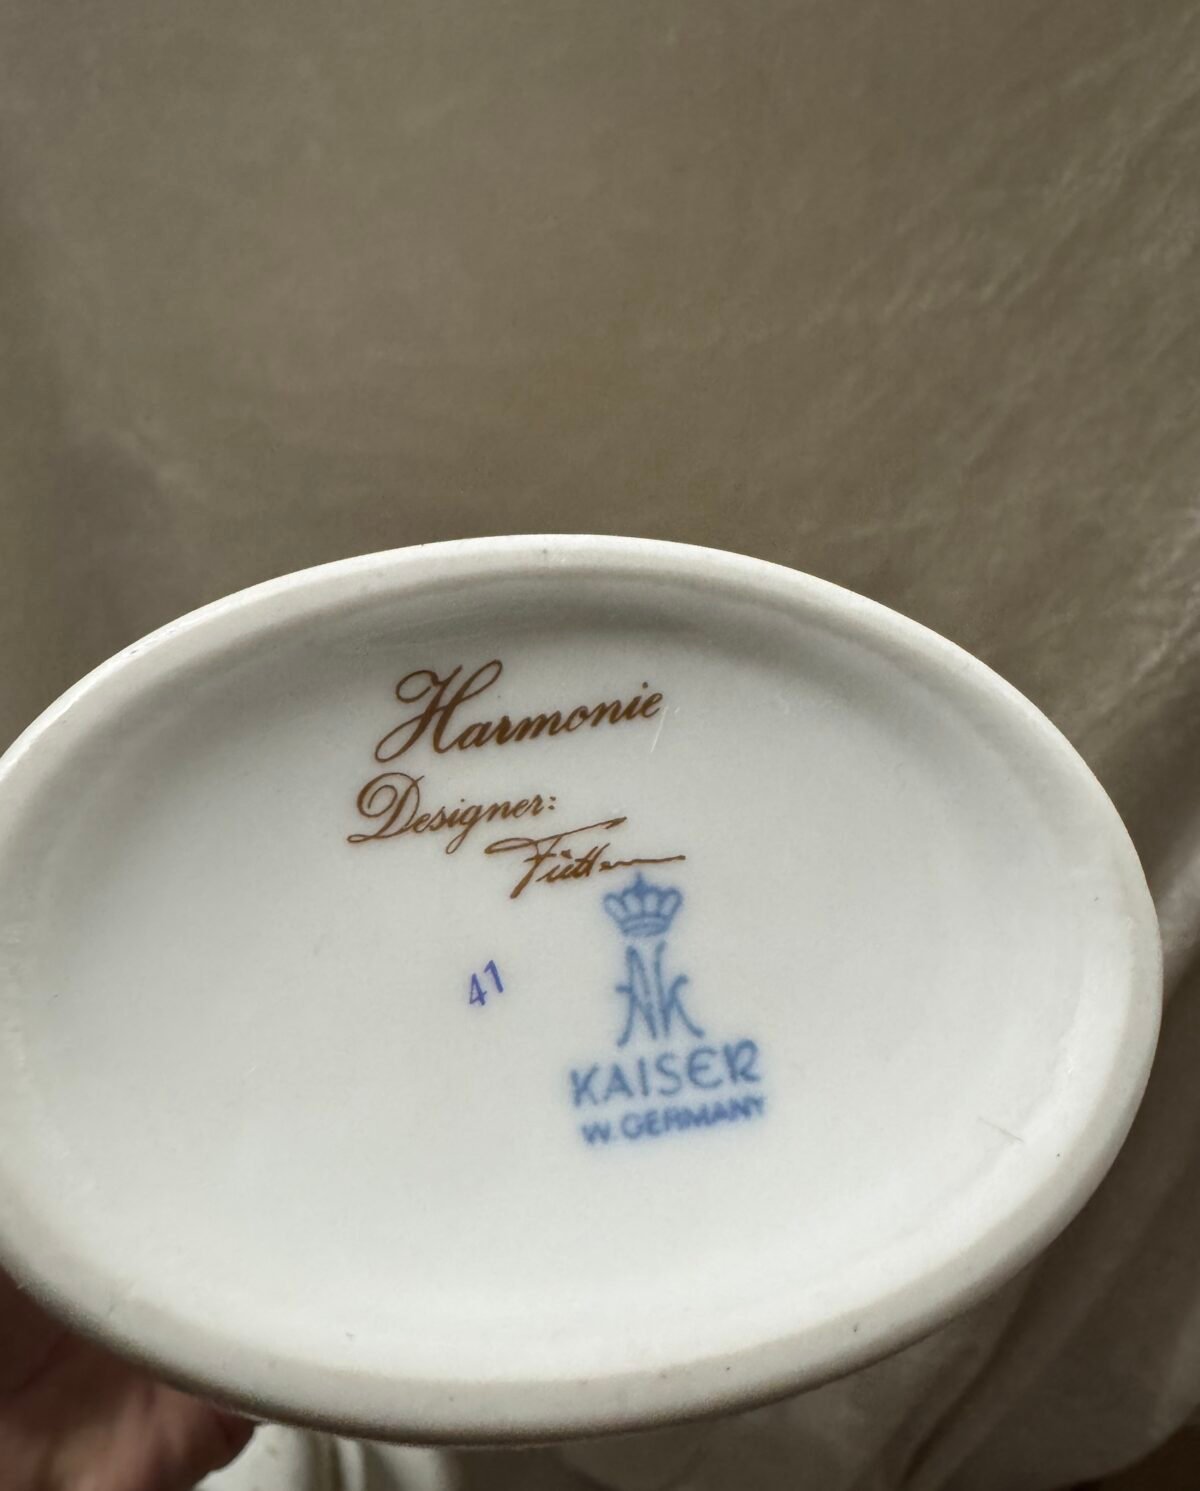 Harmonie
Designer:
41
AK
KAISER
W. GERMANY